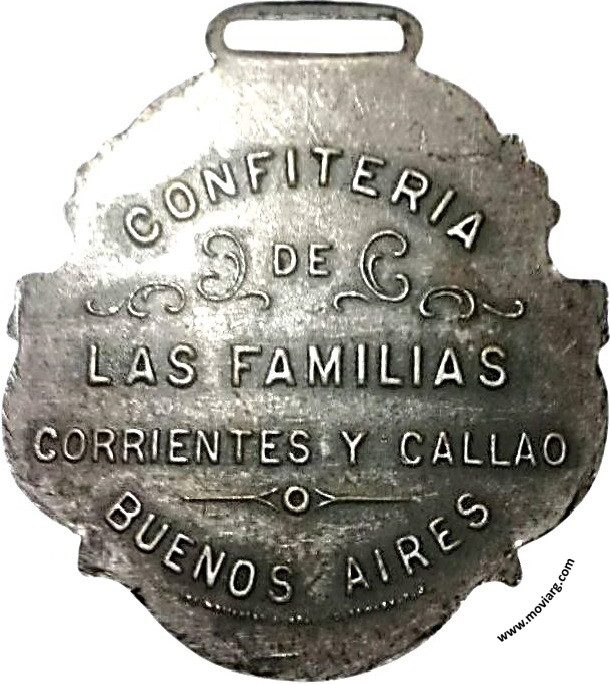 CONFITERIA
DE
LAS FAMILIAS
CORRIENTES Y CALLAO
BUENOS AIRES
www.moviarg.com